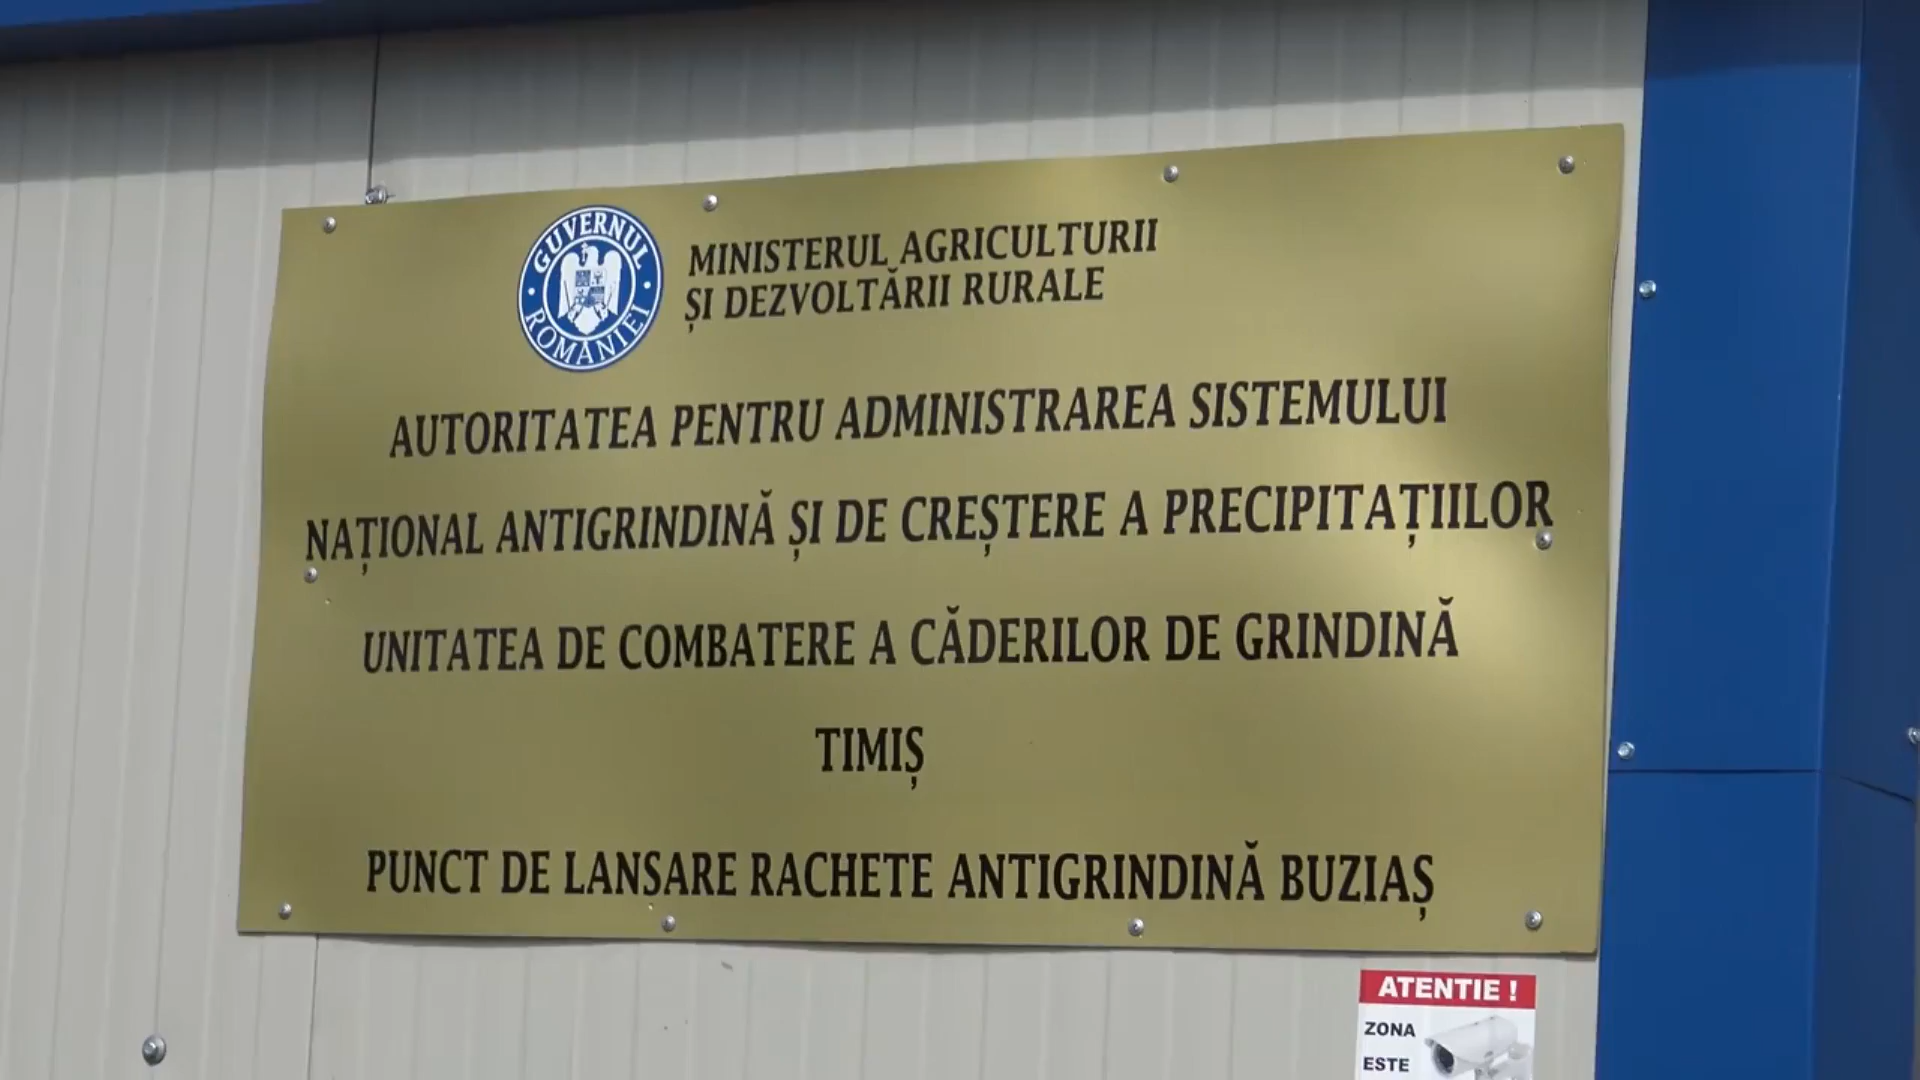 GUVERNUL
ROMÂNIEI
MINISTERUL AGRICULTURII
ȘI DEZVOLTĂRII RURALE
AUTORITATEA PENTRU ADMINISTRAREA SISTEMULUI
NAȚIONAL ANTIGRINDINĂ ȘI DE CREȘTERE A PRECIPITAȚIILOR
UNITATEA DE COMBATERE A CĂDERILOR DE GRINDINĂ
TIMIȘ
PUNCT DE LANSARE RACHETE ANTIGRINDINĂ BUZIAȘ
ATENTIE !
ZONA
ESTE